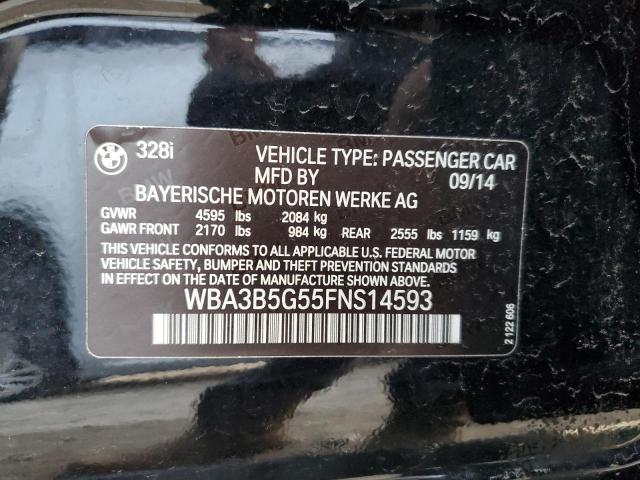 BMW 328i VEHICLE TYPE: PASSENGER CAR
MFD BY 09/14
BAYERISCHE MOTOREN WERKE AG
GVWR 4595 lbs 2084 kg
GAWR FRONT 2170 lbs 984 kg REAR 2555 lbs 1159 kg
THIS VEHICLE CONFORMS TO ALL APPLICABLE U.S. FEDERAL MOTOR
VEHICLE SAFETY, BUMPER AND THEFT PREVENTION STANDARDS IN
EFFECT ON THE DATE OF MANUFACTURE SHOWN ABOVE.
WBA3B5G55FNS14593
2 122 606